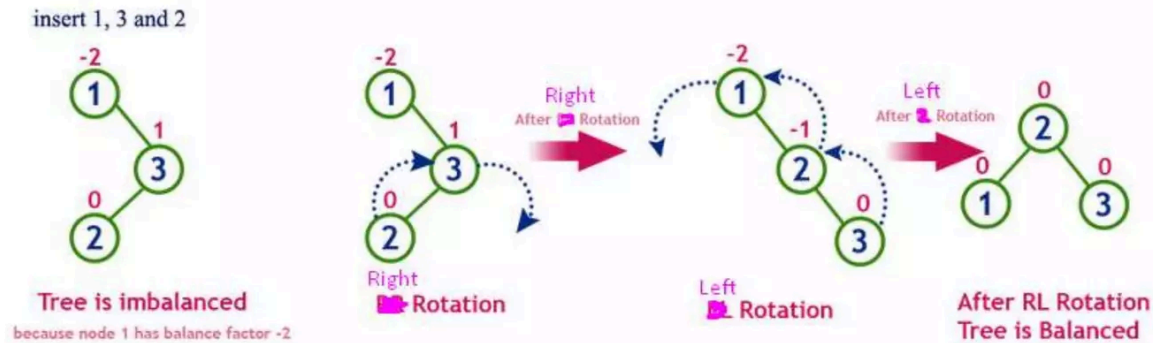 insert 1, 3 and 2
-2
1
1
3
0
2
Tree is imbalanced
because node 1 has balance factor -2
-2
1
1
3
0
2
Right
Rotation
Right
After Rotation
-2
1
-1
2
0
3
Left
L Rotation
Left
After Rotation
0
2
0
1
0
3
After RL Rotation
Tree is Balanced